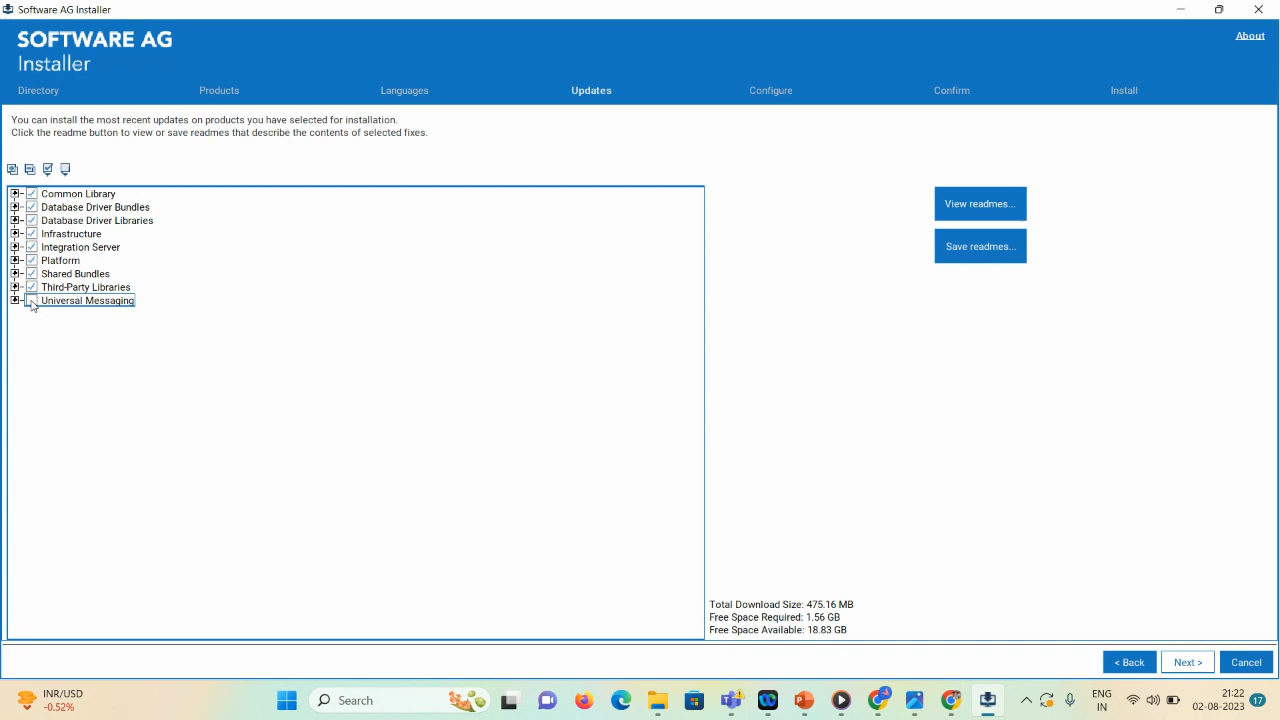 Software AG Installer
SOFTWARE AG
Installer
About
Directory
Products
Languages
Updates
Configure
Confirm
Install
You can install the most recent updates on products you have selected for installation.
Click the readme button to view or save readmes that describe the contents of selected fixes.
Common Library
Database Driver Bundles
Database Driver Libraries
Infrastructure
Integration Server
Platform
Shared Bundles
Third-Party Libraries
Universal Messaging
View readmes...
Save readmes...
Total Download Size: 475.16 MB
Free Space Required: 1.56 GB
Free Space Available: 18.83 GB
< Back
Next >
Cancel
INR/USD
-0.52%
Search
ENG
IN
21:22
02-08-2023
17